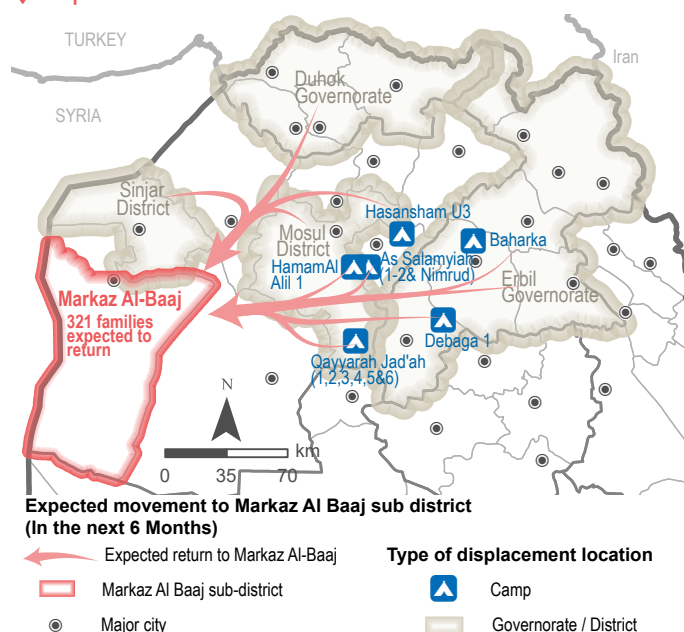 TURKEY
Iran
SYRIA
Duhok
Governorate
Sinjar
District
Hasansham U3
Mosul
District
Baharka
HamamAl
Alil 1
As Salamyiah
(1-2& Nimrud)
Erbil
Governorate
Markaz Al-Baaj
321 families
expected to
return
Debaga 1
Qayyarah Jad'ah
(1,2,3,4,5&6)
N
km
0 35 70
Expected movement to Markaz Al Baaj sub district
(In the next 6 Months)
Expected return to Markaz Al-Baaj
Type of displacement location
Markaz Al Baaj sub-district
Camp
Major city
Governorate / District